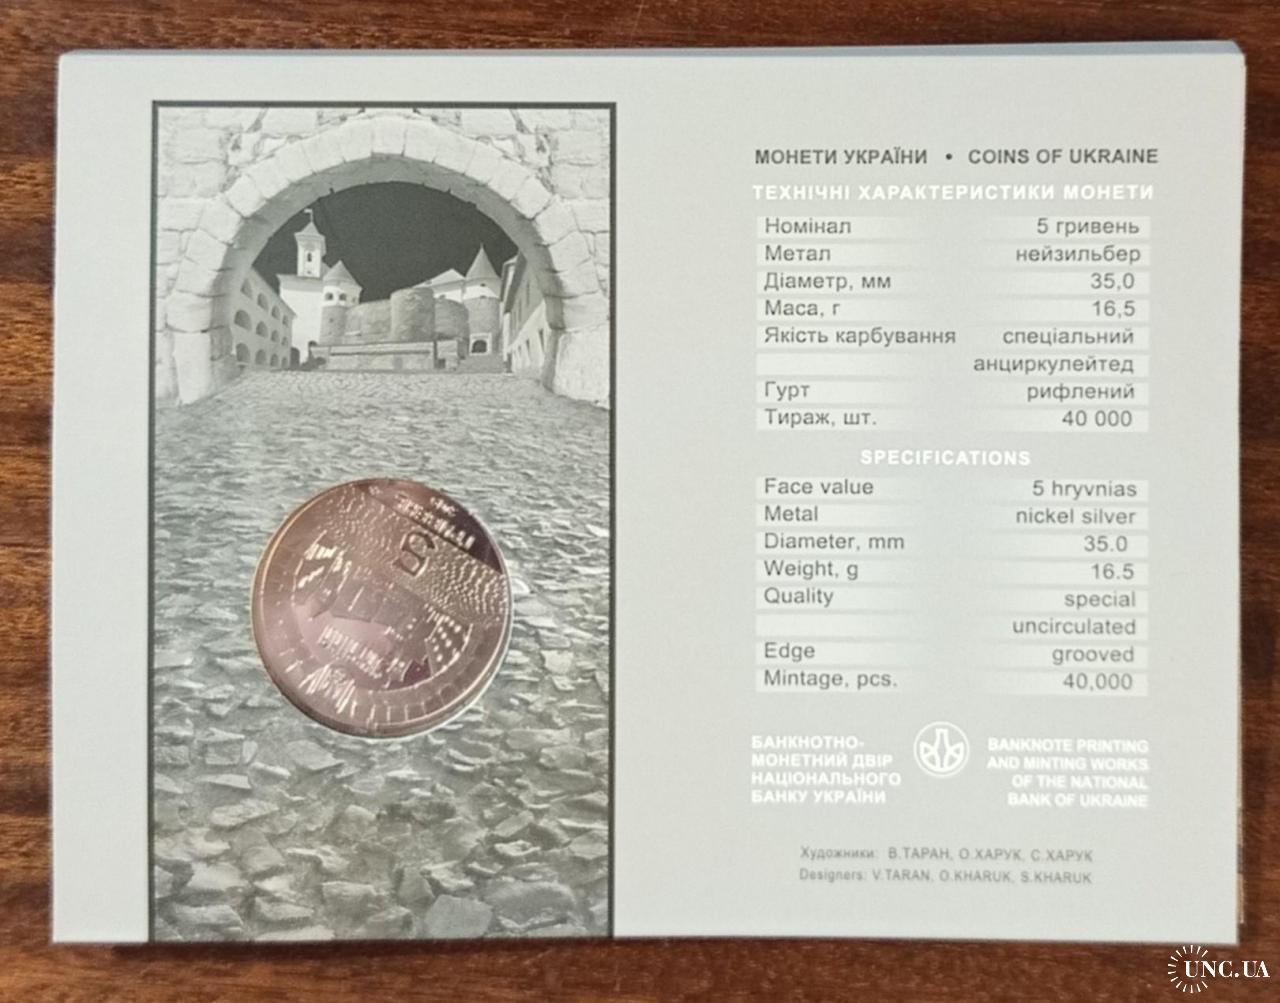 МОНЕТИ УКРАЇНИ • COINS OF UKRAINE
ТЕХНІЧНІ ХАРАКТЕРИСТИКИ МОНЕТИ
Номінал 5 гривень
Метал нейзильбер
Діаметр, мм 35,0
Маса, г 16,5
Якість карбування спеціальний
анциркулейтед
Гурт рифлений
Тираж, шт. 40 000
SPECIFICATIONS
Face value 5 hryvnias
Metal nickel silver
Diameter, mm 35.0
Weight, g 16.5
Quality special
uncirculated
Edge grooved
Mintage, pcs. 40,000
БАНКНОТНО-
МОНЕТНИЙ ДВІР
НАЦІОНАЛЬНОГО
БАНКУ УКРАЇНИ
BANKNOTE PRINTING
AND MINTING WORKS
OF THE NATIONAL
BANK OF UKRAINE
Художники: В.ТАРАН, О.ХАРУК, С.ХАРУК
Designers: V.TARAN, O.KHARUK, S.KHARUK
5
UNC.UA